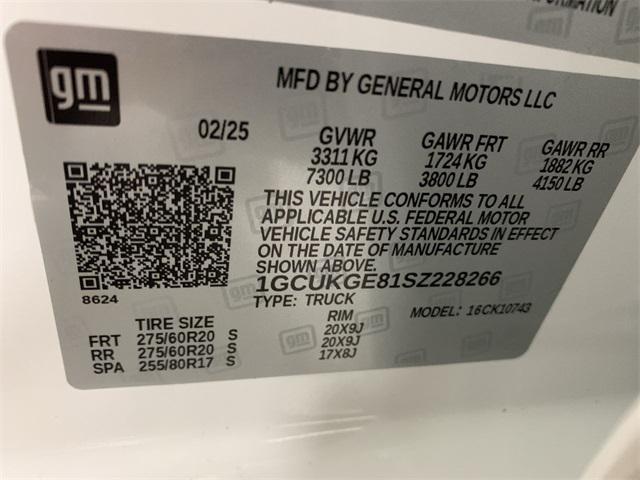 FORMATION
gm
MFD BY GENERAL MOTORS LLC
02/25 GVWR GAWR FRT GAWR RR
3311 KG 1724 KG 1882 KG
7300 LB 3800 LB 4150 LB
THIS VEHICLE CONFORMS TO ALL
APPLICABLE U.S. FEDERAL MOTOR
VEHICLE SAFETY STANDARDS IN EFFECT
ON THE DATE OF MANUFACTURE
SHOWN ABOVE.
1GCUKGE81SZ228266
8624
TYPE: TRUCK MODEL: 16CK10743
TIRE SIZE RIM
FRT 275/60R20 S 20X9J
RR 275/60R20 S 20X9J
SPA 255/80R17 S 17X8J